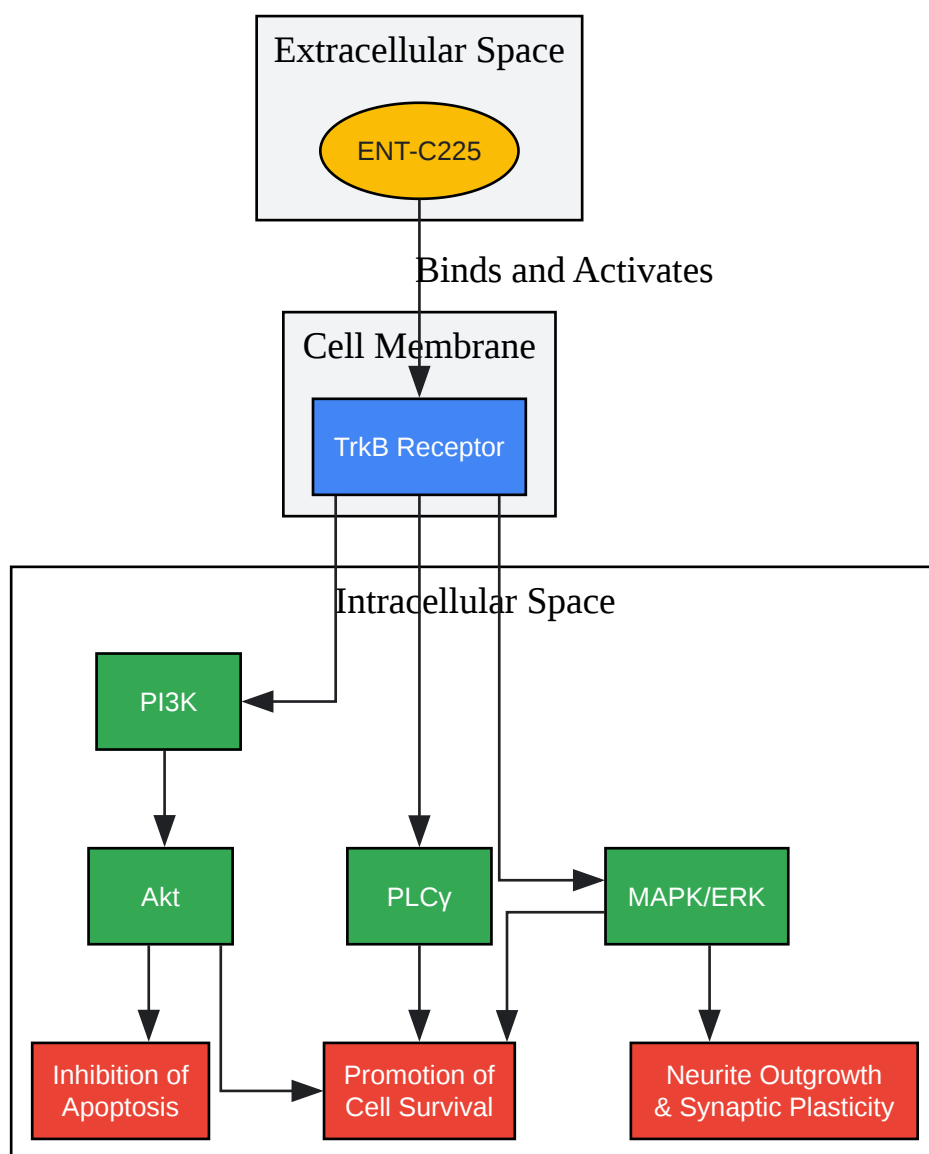 Extracellular Space
ENT-C225
Binds and Activates
Cell Membrane
TrkB Receptor
Intracellular Space
PI3K
Akt
PLCγ
MAPK/ERK
Inhibition of
Apoptosis
Promotion of
Cell Survival
Neurite Outgrowth
& Synaptic Plasticity